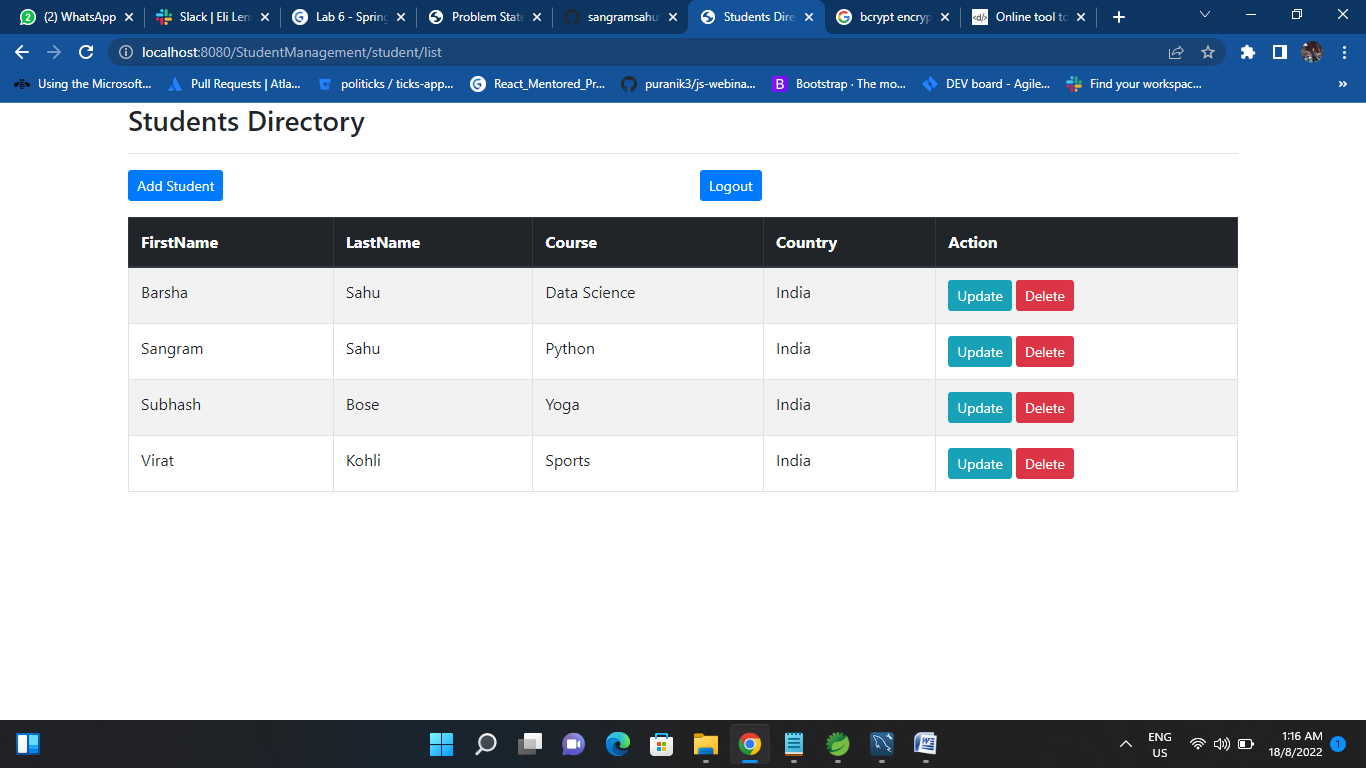 (2) WhatsApp Slack | Eli Len Lab 6 - Spring Problem State sangramsahu Students Dire bcrypt encryp Online tool to
localhost:8080/StudentManagement/student/list
Using the Microsoft... Pull Requests | Atla... politicks / ticks-app... React_Mentored_Pr... puranik3/js-webina... Bootstrap · The mo... DEV board - Agile... Find your workspac... »
Students Directory
Add Student Logout
FirstName LastName Course Country Action
Barsha Sahu Data Science India Update Delete
Sangram Sahu Python India Update Delete
Subhash Bose Yoga India Update Delete
Virat Kohli Sports India Update Delete
ENG 1:16 AM
US 18/8/2022 1